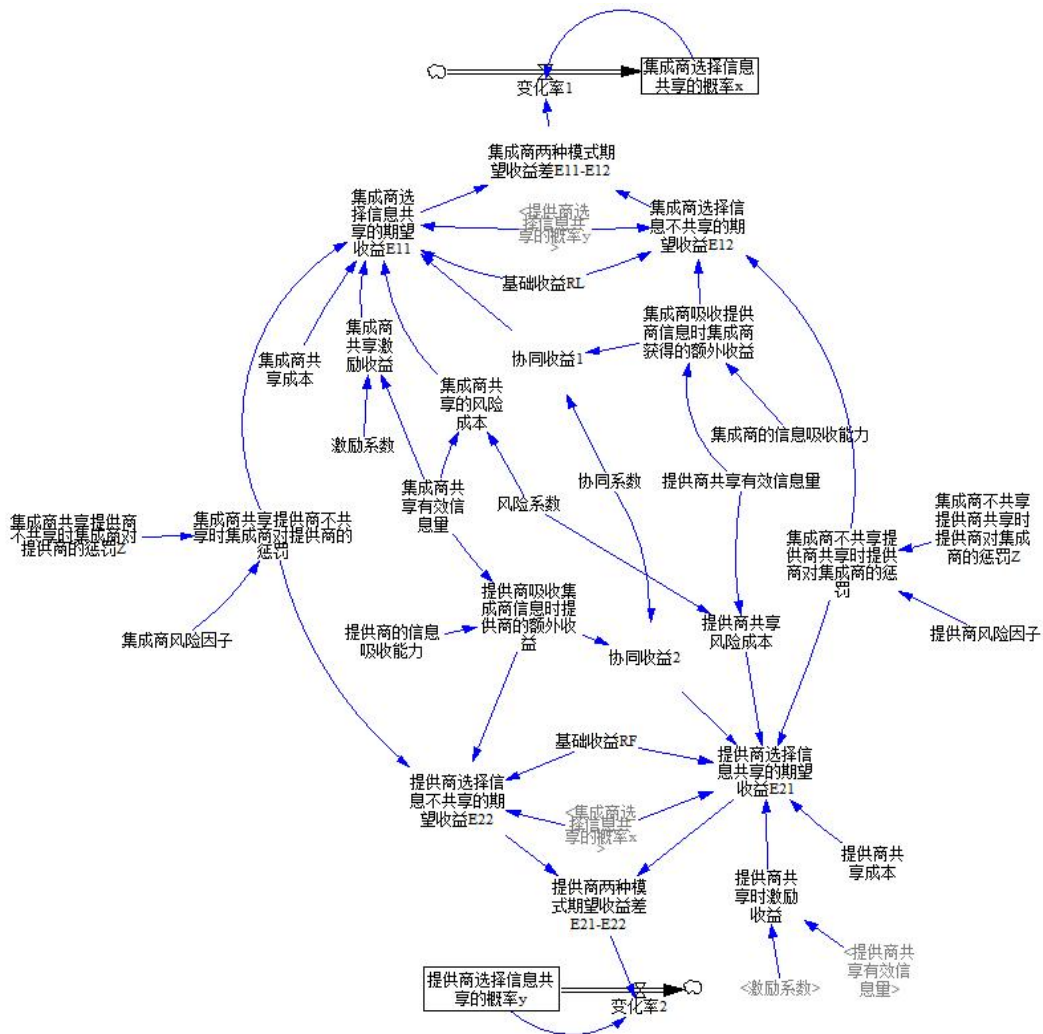 集成商选择信息
共享的概率x
变化率1
集成商两种模式期
望收益差E11-E12
集成商选
择信息共
享的期望
收益E11
<提供商选
择信息共
享的概率y
>
集成商选择信
息不共享的期
望收益E12
基础收益RL
集成商共
享成本
集成商
共享激
励收益
协同收益1
集成商吸收提供
商信息时集成商
获得的额外收益
集成商共
享的风险
成本
激励系数
集成商的信息吸收能力
集成商共
享有效信
息量
风险系数
协同系数
提供商共享有效信息量
集成商共享提供商
不共享时集成商对
提供商的惩罚Z
集成商共享提供商不共
享时集成商对提供商的
惩罚
集成商不共享提
供商共享时提供
商对集成商的惩
罚
集成商不共享
提供商共享时
提供商对集成
商的惩罚Z
集成商风险因子
提供商的信息
吸收能力
提供商吸收集
成商信息时提
供商的额外收
益
协同收益2
提供商共享
风险成本
提供商风险因子
基础收益RF
提供商选择信
息不共享的期
望收益E22
<集成商选
择信息共
享的概率x
>
提供商选择信
息共享的期望
收益E21
提供商共
享成本
提供商两种模
式期望收益差
E21-E22
提供商共
享时激励
收益
<激励系数>
<提供商共
享有效信
息量>
提供商选择信息共
享的概率y
变化率2